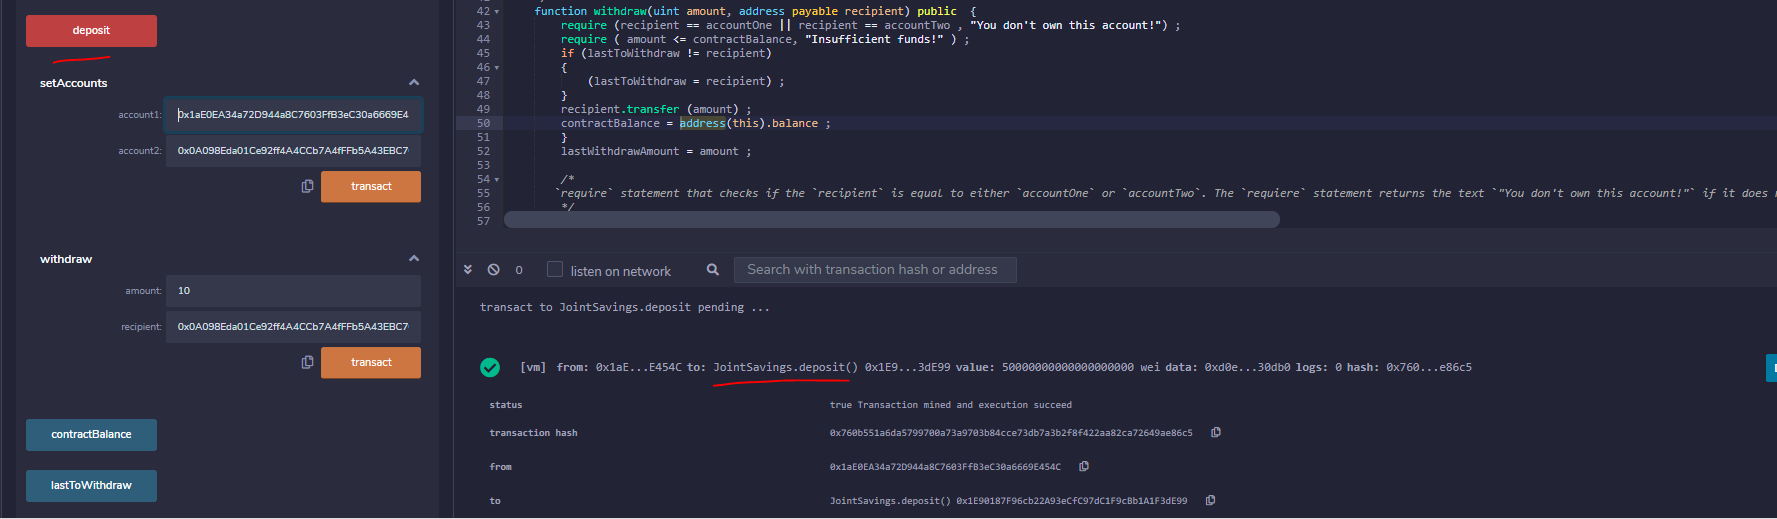 deposit
setAccounts
account1:
0x1aE0EA34a72D944a8C7603FfB3eC30a6669E4
account2:
0x0A098Eda01Ce92ff4A4CCb7A4fFFb5A43EBC7
transact
withdraw
amount:
10
recipient:
0x0A098Eda01Ce92ff4A4CCb7A4fFFb5A43EBC7
transact
contractBalance
lastToWithdraw
42 function withdraw(uint amount, address payable recipient) public {
43 require (recipient == accountOne || recipient == accountTwo , "You don't own this account!") ;
44 require ( amount <= contractBalance, "Insufficient funds!" ) ;
45 if (lastToWithdraw != recipient)
46 {
47 (lastToWithdraw = recipient) ;
48 }
49 recipient.transfer (amount) ;
50 contractBalance = address(this).balance ;
51 }
52 lastWithdrawAmount = amount ;
53
54 /*
55 `require` statement that checks if the `recipient` is equal to either `accountOne` or `accountTwo`. The `requiere` statement returns the text `"You don't own this account!"` if it does
56 */
57
0
listen on network
Search with transaction hash or address
transact to JointSavings.deposit pending ...
[vm] from: 0x1aE...E454C to: JointSavings.deposit() 0x1E9...3dE99 value: 50000000000000000000 wei data: 0xd0e...30db0 logs: 0 hash: 0x760...e86c5
status true Transaction mined and execution succeed
transaction hash 0x760b551a6da5799700a73a9703b84cce73db7a3b2f8f422aa82ca72649ae86c5
from 0x1aE0EA34a72D944a8C7603FfB3eC30a6669E454C
to JointSavings.deposit() 0x1E90187F96cb22A93eCfC97dC1F9cBb1A1F3dE99